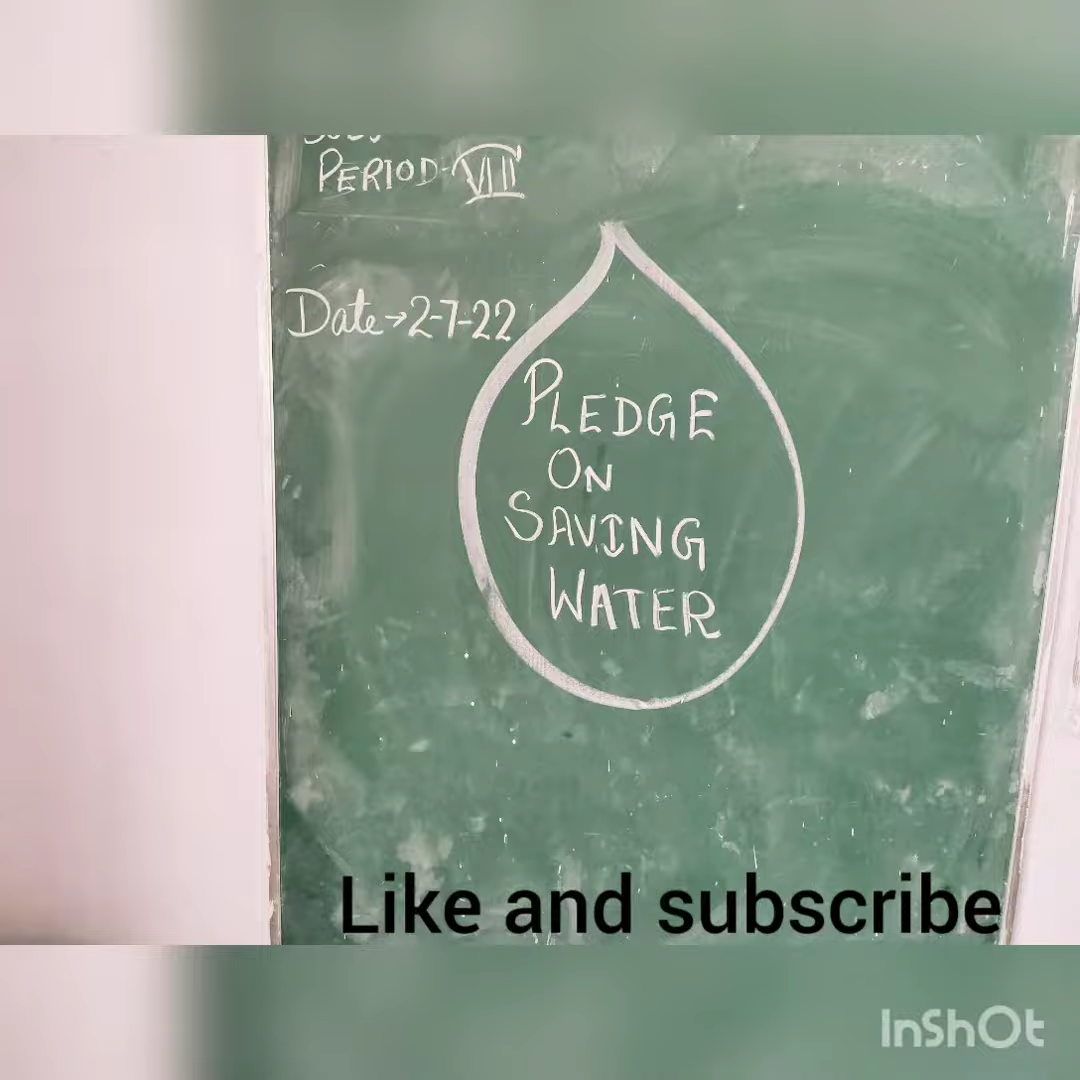 PERIOD-VIII
Date→2-7-22
PLEDGE
ON
SAVING
WATER
Like and subscribe
InShOt